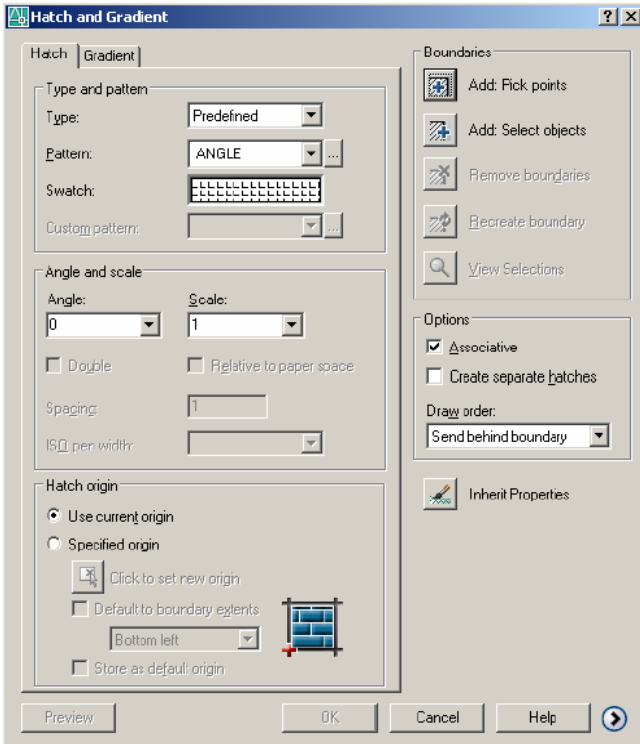 Hatch and Gradient
Hatch
Gradient
Type and pattern
Type:
Predefined
Pattern:
ANGLE
...
Swatch:
Custom pattern:
...
Angle and scale
Angle:
Scale:
0
1
Double
Relative to paper space
Spacing:
1
ISO pen width:
Hatch origin
Use current origin
Specified origin
Click to set new origin
Default to boundary extents
Bottom left
Store as default origin
Boundaries
Add: Pick points
Add: Select objects
Remove boundaries
Recreate boundary
View Selections
Options
Associative
Create separate hatches
Draw order:
Send behind boundary
Inherit Properties
Preview
OK
Cancel
Help